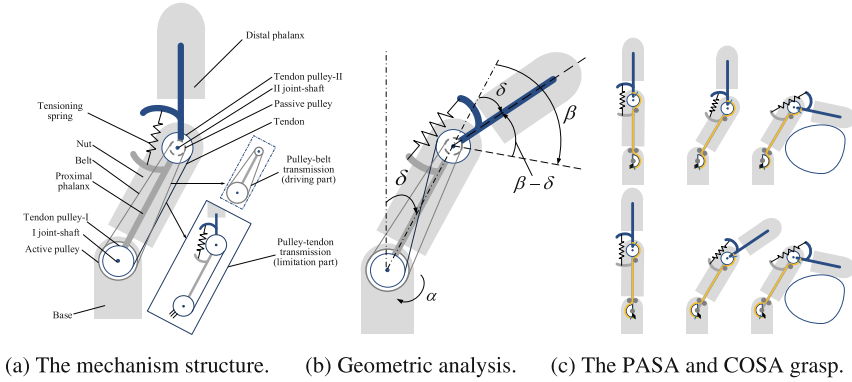 Distal phalanx
Tendon pulley-II
II joint-shaft
Passive pulley
Tendon
Tensioning
spring
Nut
Belt
Proximal
phalanx
Pulley-belt
transmission
(driving part)
Tendon pulley-I
I joint-shaft
Active pulley
Pulley-tendon
transmission
(limitation part)
Base
δ
β
δ
β − δ
α
(a) The mechanism structure.
(b) Geometric analysis.
(c) The PASA and COSA grasp.